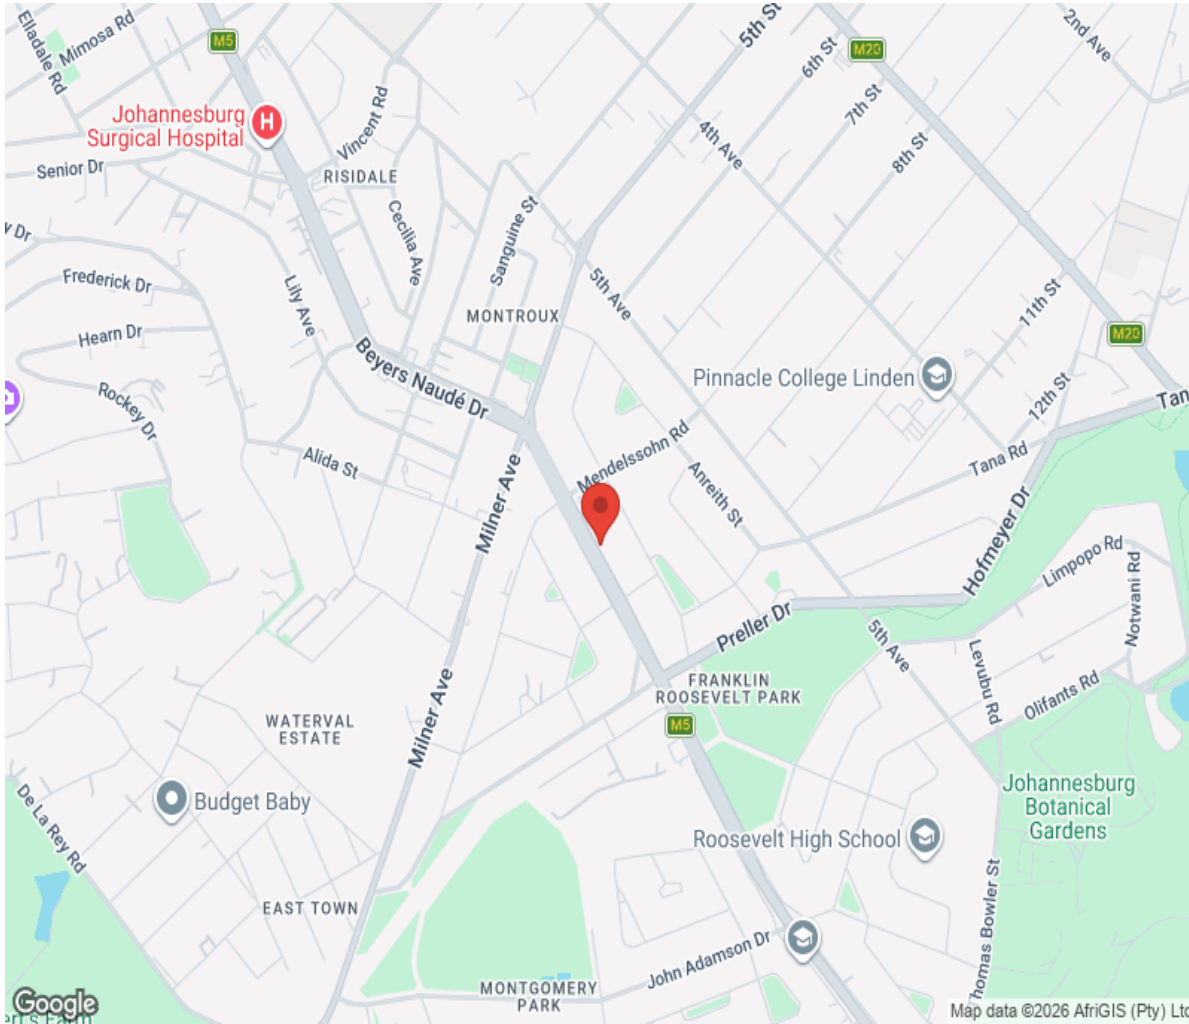 Elladale Rd
Mimosa Rd
M5
5th St
M20
2nd Ave
6th St
7th St
Johannesburg
Surgical Hospital
H
Vincent Rd
4th Ave
8th St
Senior Dr
RISIDALE
Cecilia Ave
Sanguine St
y Dr
Frederick Dr
Lily Ave
5th Ave
11th St
Hearn Dr
MONTROUX
M20
Beyers Naudé Dr
Pinnacle College Linden
Rockey Dr
12th St
Tan
Mendelssohn Rd
Alida St
Milner Ave
Anreith St
Tana Rd
Hofmeyer Dr
Limpopo Rd
Notwani Rd
Preller Dr
5th Ave
Levubu Rd
Olifants Rd
FRANKLIN
ROOSEVELT PARK
Milner Ave
WATERVAL
ESTATE
M5
Budget Baby
Johannesburg
Botanical
Gardens
De La Rey Rd
Roosevelt High School
Thomas Bowler St
EAST TOWN
John Adamson Dr
MONTGOMERY
PARK
Google
ert's Farm
Map data ©2026 AfriGIS (Pty) Ltd